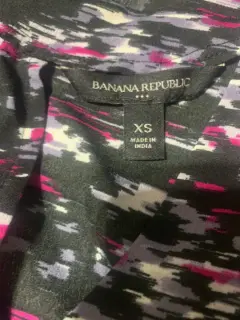 BANANA REPUBLIC
XS
MADE IN
INDIA